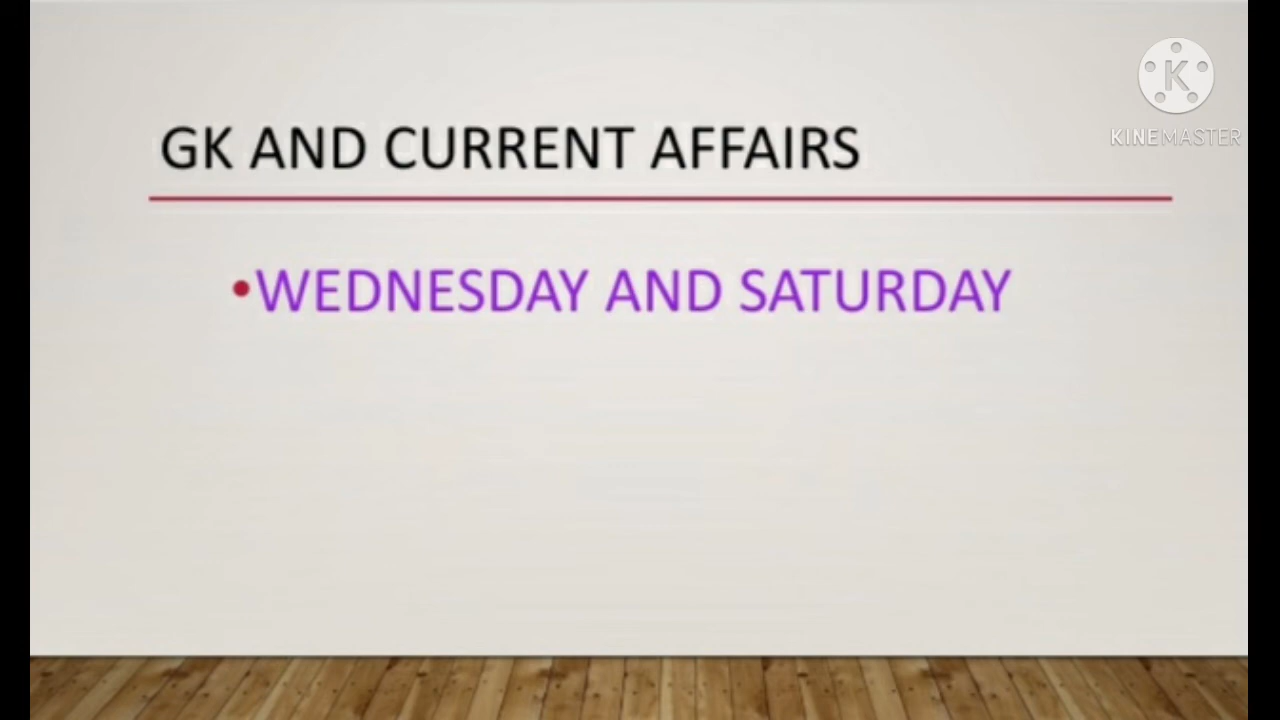 GK AND CURRENT AFFAIRS
•WEDNESDAY AND SATURDAY
K
KINEMASTER